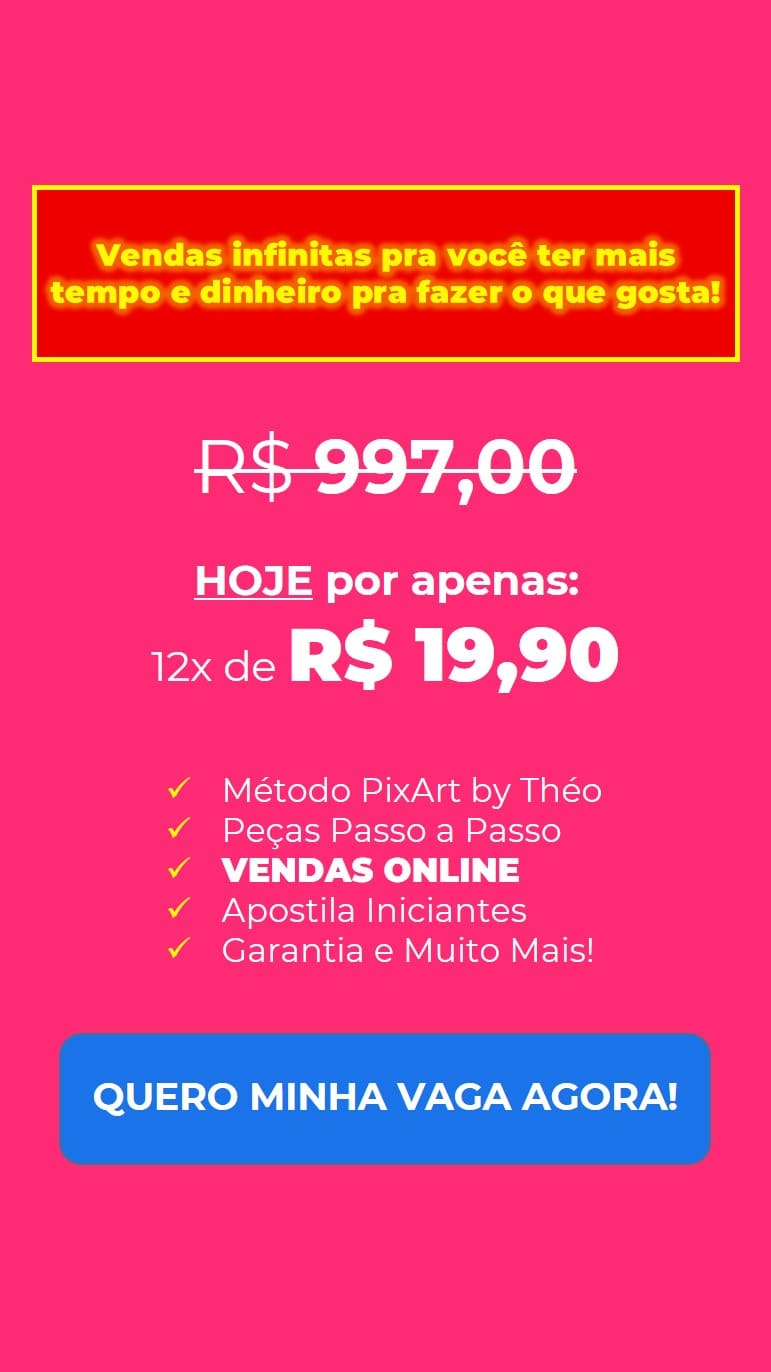 Vendas infinitas pra você ter mais
tempo e dinheiro pra fazer o que gosta!
R$ 997,00
HOJE por apenas:
12x de R$ 19,90
✓ Método PixArt by Théo
✓ Peças Passo a Passo
✓ VENDAS ONLINE
✓ Apostila Iniciantes
✓ Garantia e Muito Mais!
QUERO MINHA VAGA AGORA!